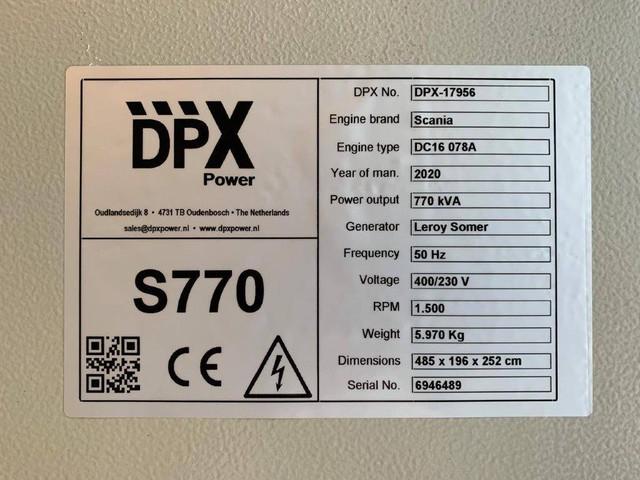 DPX
Power
Oudlandsedijk 8 • 4731 TB Oudenbosch • The Netherlands
sales@dpxpower.nl • www.dpxpower.nl
S770
CE
DPX No. DPX-17956
Engine brand Scania
Engine type DC16 078A
Year of man. 2020
Power output 770 kVA
Generator Leroy Somer
Frequency 50 Hz
Voltage 400/230 V
RPM 1.500
Weight 5.970 Kg
Dimensions 485 x 196 x 252 cm
Serial No. 6946489